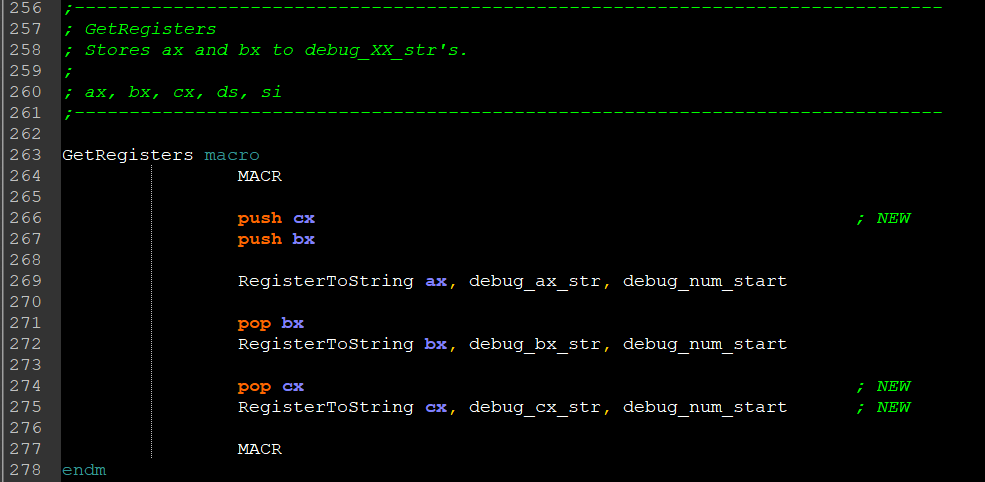 256 ;-------------------------------------------------------------------------------
257 ; GetRegisters
258 ; Stores ax and bx to debug_XX_str's.
259 ;
260 ; ax, bx, cx, ds, si
261 ;-------------------------------------------------------------------------------
262
263 GetRegisters macro
264 MACR
265
266 push cx ; NEW
267 push bx
268
269 RegisterToString ax, debug_ax_str, debug_num_start
270
271 pop bx
272 RegisterToString bx, debug_bx_str, debug_num_start
273
274 pop cx ; NEW
275 RegisterToString cx, debug_cx_str, debug_num_start ; NEW
276
277 MACR
278 endm